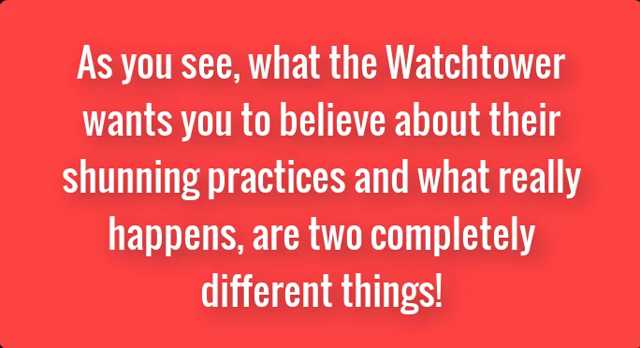 As you see, what the Watchtower
wants you to believe about their
shunning practices and what really
happens, are two completely
different things!